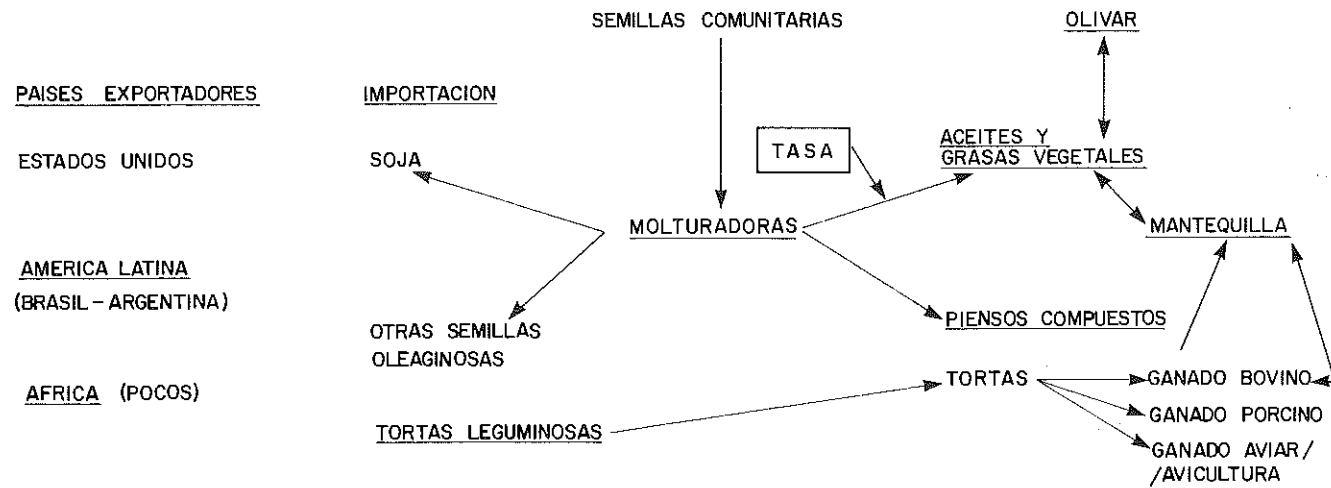 SEMILLAS COMUNITARIAS
OLIVAR
PAISES EXPORTADORES
IMPORTACION
ESTADOS UNIDOS
SOJA
TASA
ACEITES Y
GRASAS VEGETALES
MOLTURADORAS
MANTEQUILLA
AMERICA LATINA
(BRASIL-ARGENTINA)
OTRAS SEMILLAS
OLEAGINOSAS
PIENSOS COMPUESTOS
AFRICA (POCOS)
TORTAS
GANADO BOVINO
TORTAS LEGUMINOSAS
GANADO PORCINO
GANADO AVIAR/
/AVICULTURA